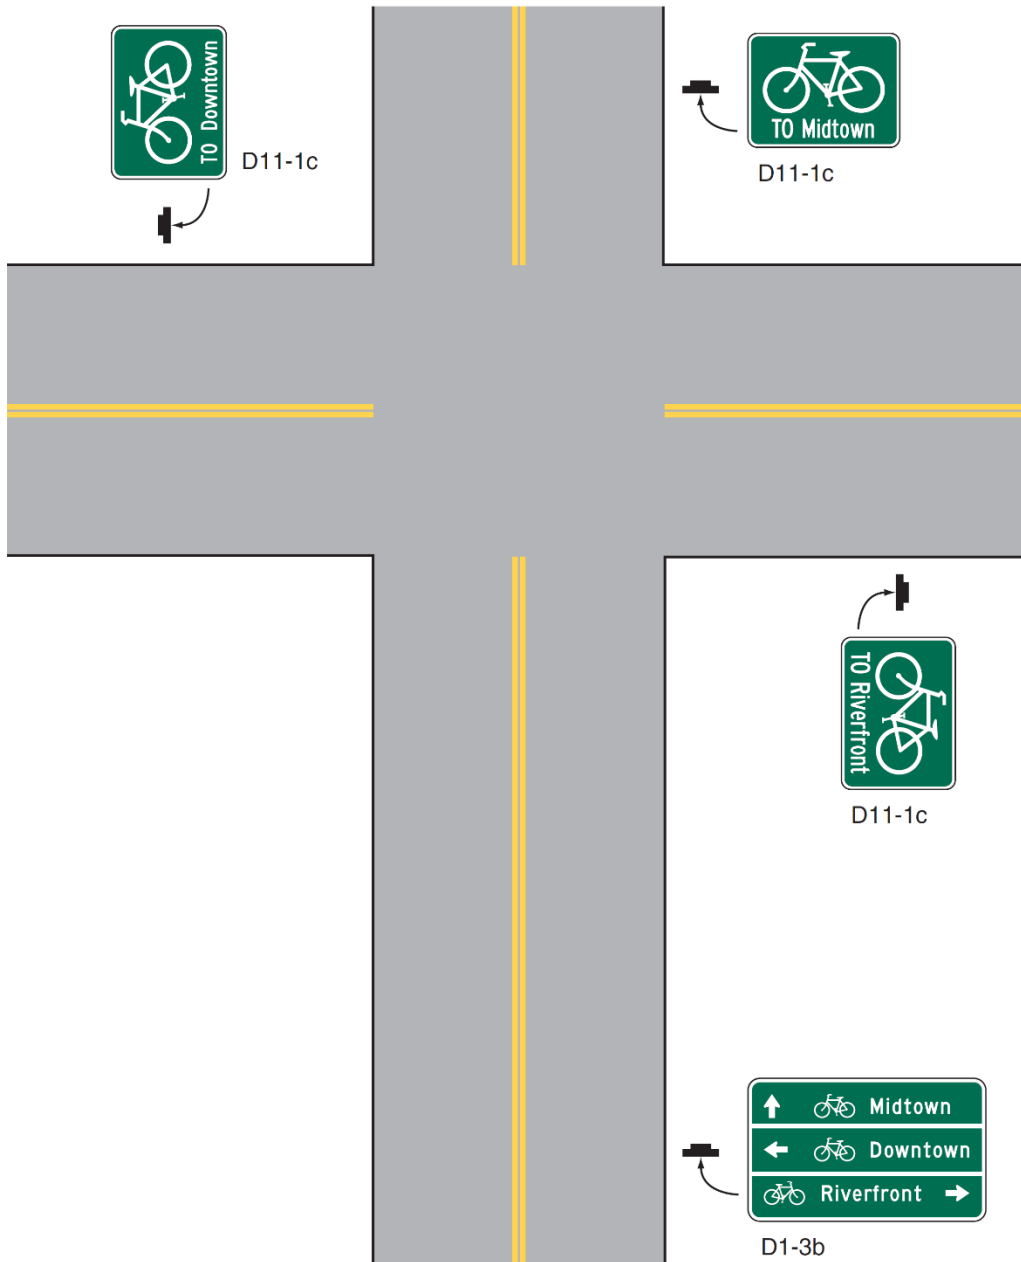 TO Downtown
D11-1c
TO Midtown
D11-1c
TO Riverfront
D11-1c
Midtown
Downtown
Riverfront
D1-3b